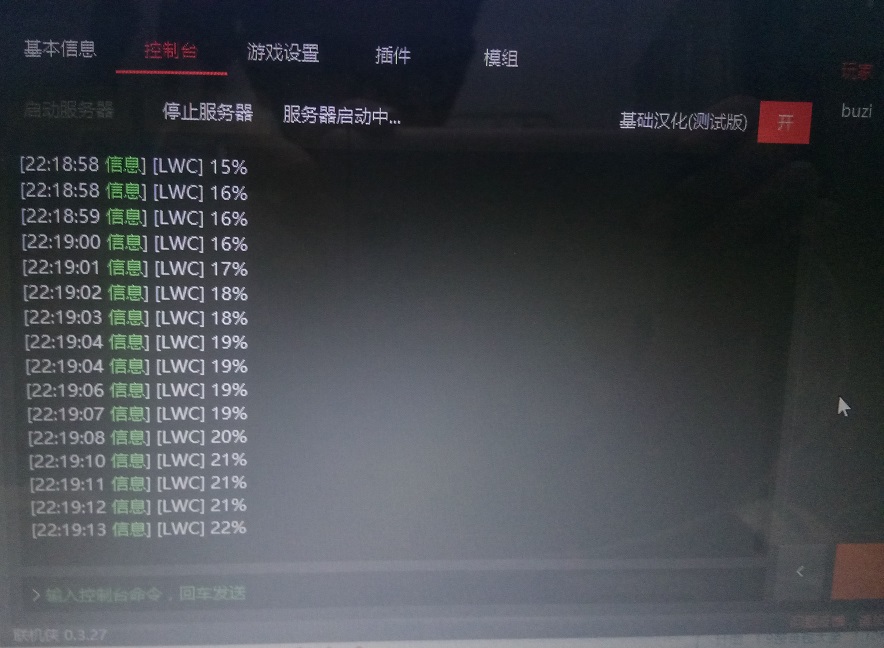 基本信息 控制台 游戏设置 插件 模组
玩家
启动服务器 停止服务器 服务器启动中... 基础汉化(测试版) 开
buzi
[22:18:58 信息] [LWC] 15%
[22:18:58 信息] [LWC] 16%
[22:18:59 信息] [LWC] 16%
[22:19:00 信息] [LWC] 16%
[22:19:01 信息] [LWC] 17%
[22:19:02 信息] [LWC] 18%
[22:19:03 信息] [LWC] 18%
[22:19:04 信息] [LWC] 19%
[22:19:04 信息] [LWC] 19%
[22:19:06 信息] [LWC] 19%
[22:19:07 信息] [LWC] 19%
[22:19:08 信息] [LWC] 20%
[22:19:10 信息] [LWC] 21%
[22:19:11 信息] [LWC] 21%
[22:19:12 信息] [LWC] 21%
[22:19:13 信息] [LWC] 22%
> 输入控制台命令，回车发送
联机侠 0.3.27